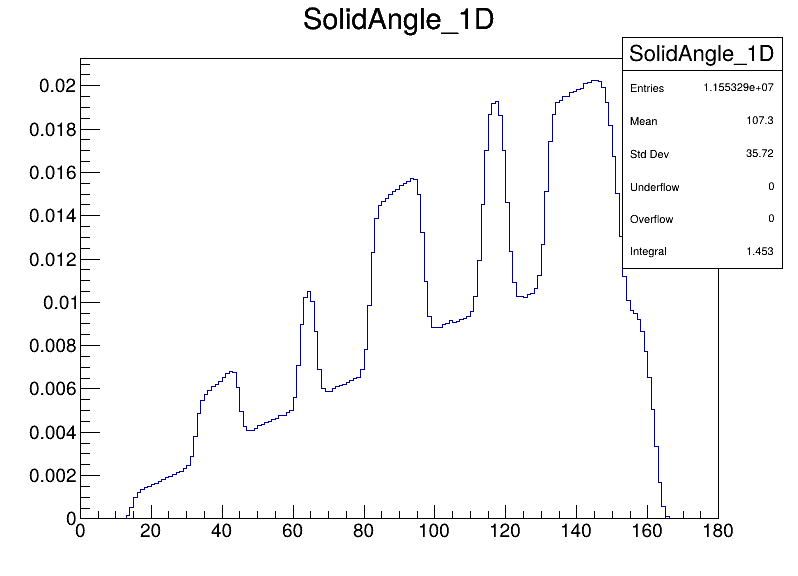 SolidAngle_1D
SolidAngle_1D
Entries 1.155329e+07
Mean 107.3
Std Dev 35.72
Underflow 0
Overflow 0
Integral 1.453
0.02
0.018
0.016
0.014
0.012
0.01
0.008
0.006
0.004
0.002
0
0 20 40 60 80 100 120 140 160 180